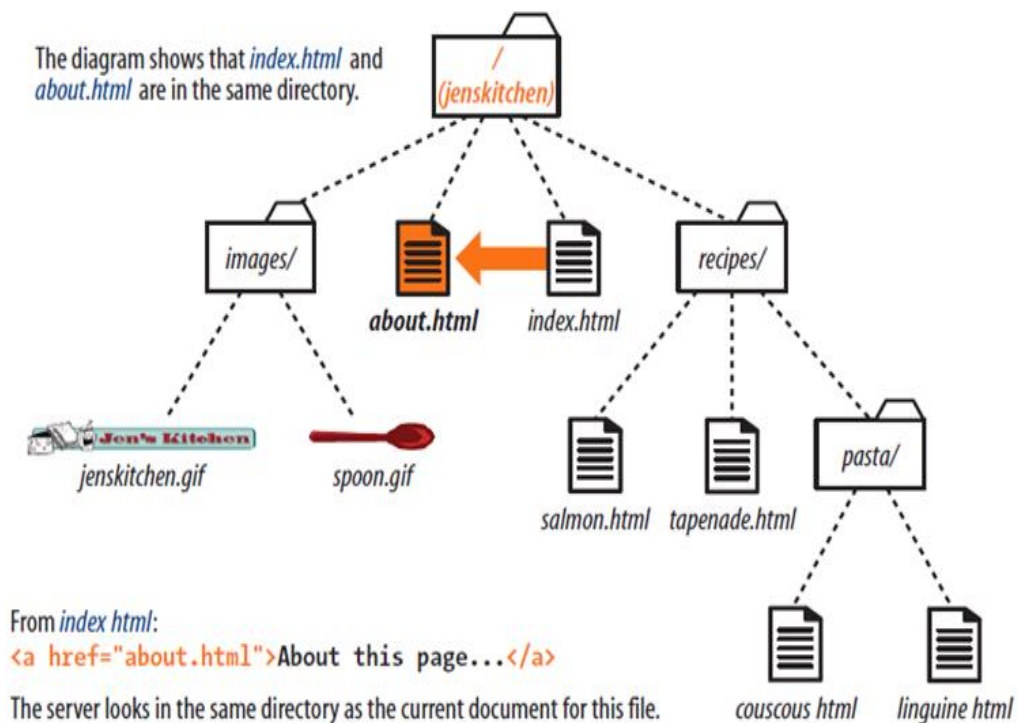 The diagram shows that index.html and
about.html are in the same directory.
/
(jenskitchen)
images/
recipes/
about.html
index.html
Jen's Kitchen
jenskitchen.gif
spoon.gif
pasta/
salmon.html
tapenade.html
From index html:
<a href="about.html">About this page...</a>
The server looks in the same directory as the current document for this file.
couscous html
linguine html